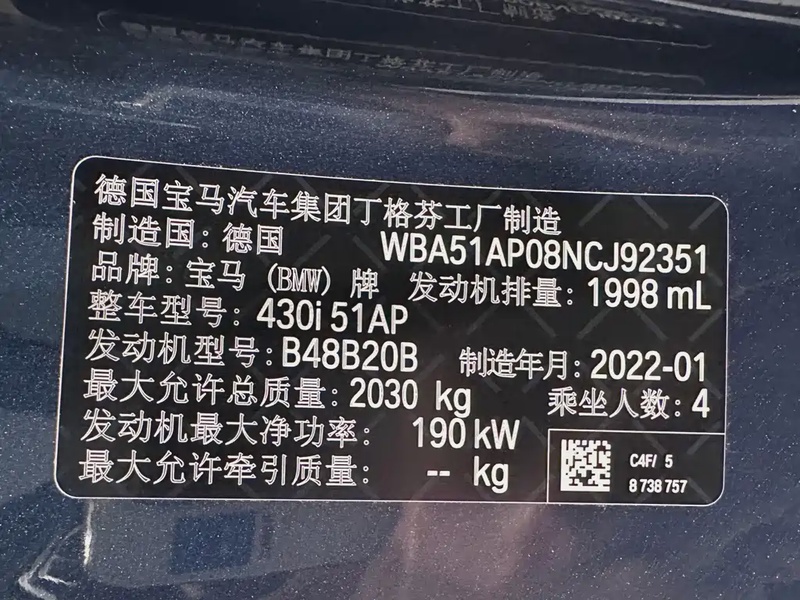 德国宝马汽车集团丁格芬工厂制造
制造国：德国 WBA51AP08NCJ92351
品牌：宝马 (BMW) 牌 发动机排量：1998 mL
整车型号：430i 51AP
发动机型号：B48B20B 制造年月：2022-01
最大允许总质量：2030 kg 乘坐人数：4
发动机最大净功率： 190 kW
最大允许牵引质量： -- kg
C4F/ 5
8 738 757